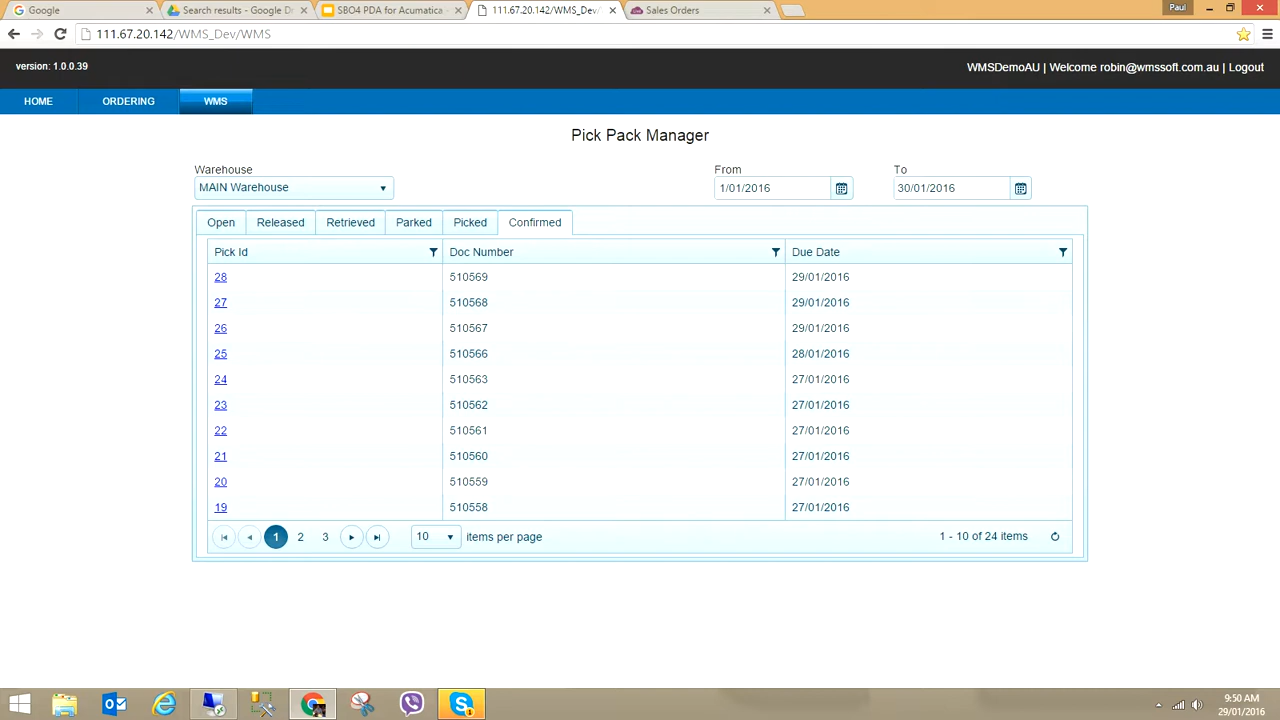 Google
Search results - Google D
SBO4 PDA for Acumatica
111.67.20.142/WMS_Dev/
Sales Orders
Paul
111.67.20.142/WMS_Dev/WMS
version: 1.0.0.39
WMSDemoAU | Welcome robin@wmssoft.com.au | Logout
HOME ORDERING WMS
Pick Pack Manager
Warehouse From To
MAIN Warehouse 1/01/2016 30/01/2016
Open Released Retrieved Parked Picked Confirmed
Pick Id Doc Number Due Date
28 510569 29/01/2016
27 510568 29/01/2016
26 510567 29/01/2016
25 510566 28/01/2016
24 510563 27/01/2016
23 510562 27/01/2016
22 510561 27/01/2016
21 510560 27/01/2016
20 510559 27/01/2016
19 510558 27/01/2016
1 2 3 10 items per page 1 - 10 of 24 items
9:50 AM
29/01/2016